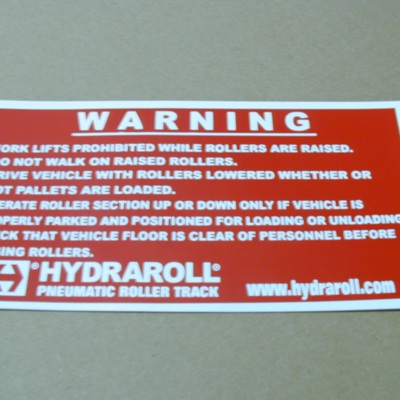 WARNING
ORK LIFTS PROHIBITED WHILE ROLLERS ARE RAISED.
O NOT WALK ON RAISED ROLLERS.
RIVE VEHICLE WITH ROLLERS LOWERED WHETHER OR
OT PALLETS ARE LOADED.
ERATE ROLLER SECTION UP OR DOWN ONLY IF VEHICLE IS
OPERLY PARKED AND POSITIONED FOR LOADING OR UNLOADING
CK THAT VEHICLE FLOOR IS CLEAR OF PERSONNEL BEFORE
ING ROLLERS.
HYDRAROLL®
PNEUMATIC ROLLER TRACK www.hydraroll.com